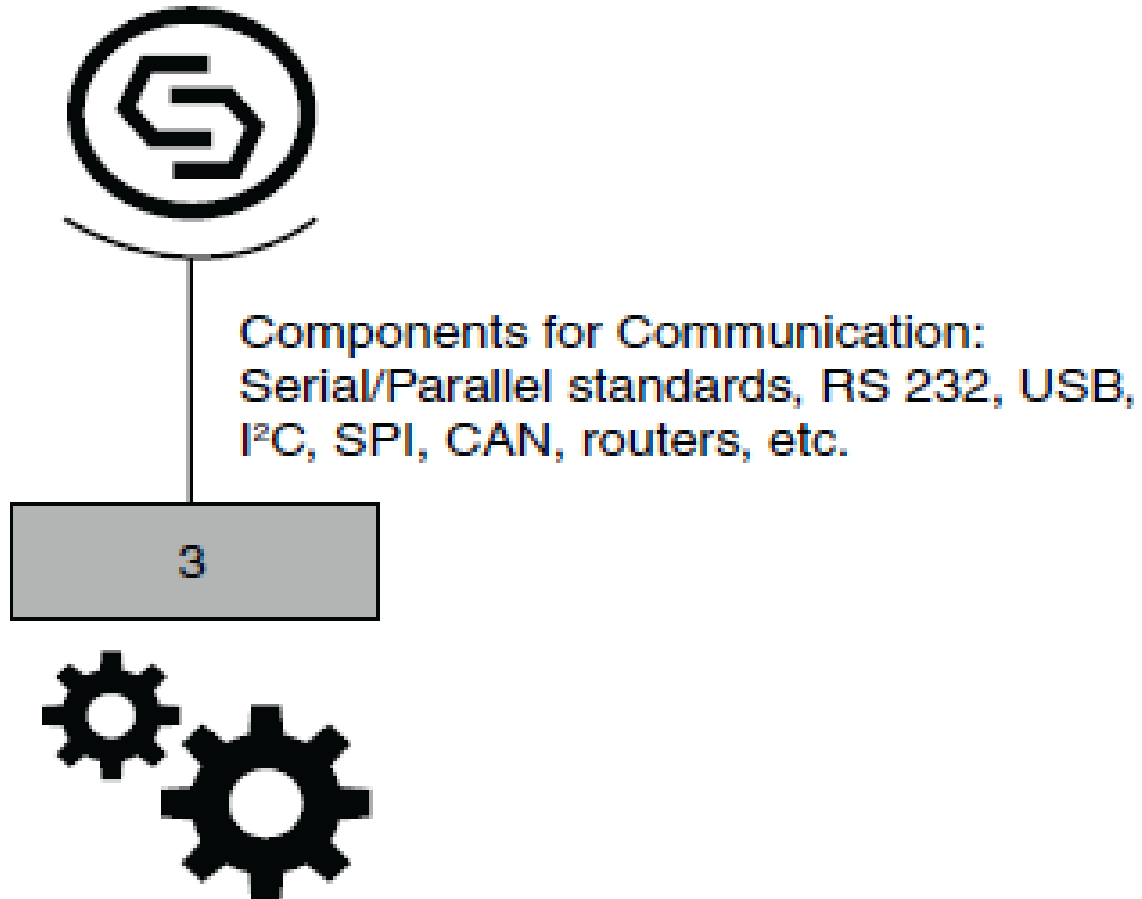 Components for Communication:
Serial/Parallel standards, RS 232, USB,
I²C, SPI, CAN, routers, etc.
3